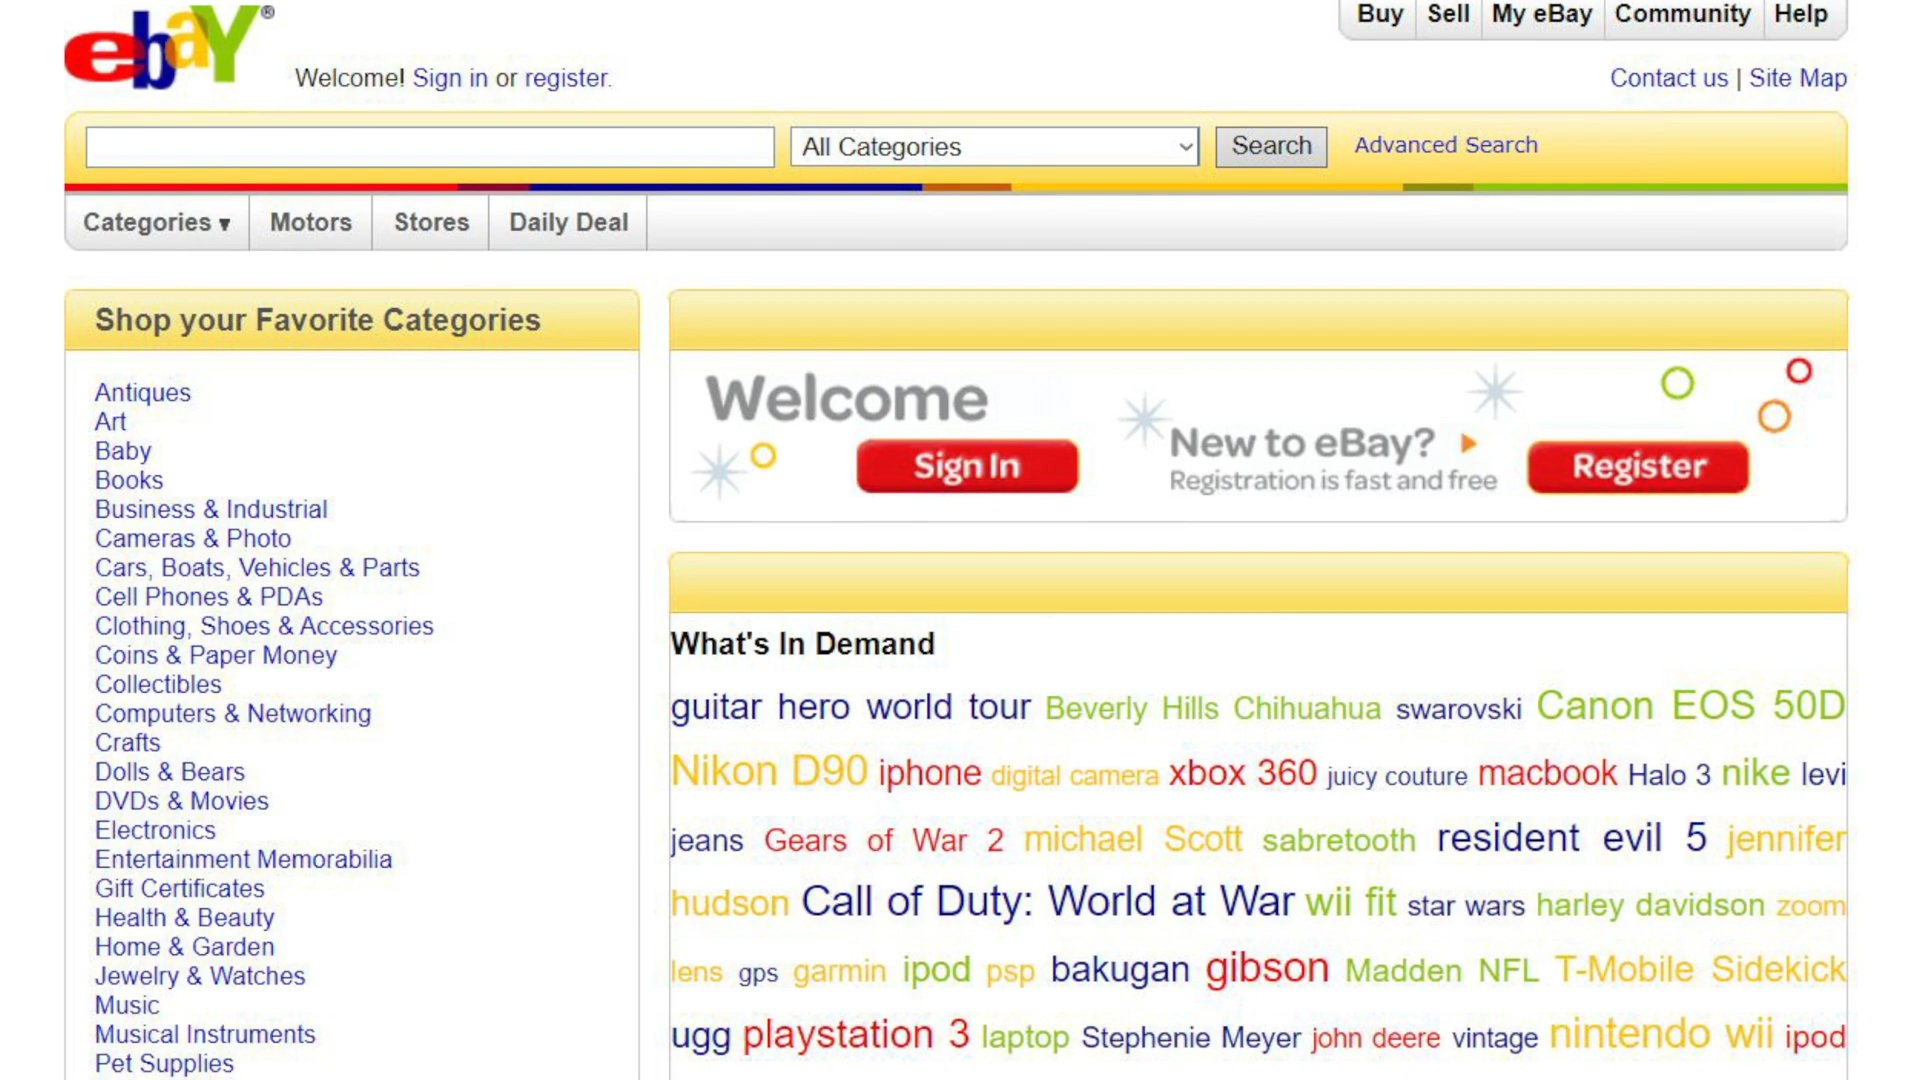 ebay®
Buy Sell My eBay Community Help
Welcome! Sign in or register.
Contact us | Site Map
All Categories Search Advanced Search
Categories ▾ Motors Stores Daily Deal
Shop your Favorite Categories
Antiques
Art
Baby
Books
Business & Industrial
Cameras & Photo
Cars, Boats, Vehicles & Parts
Cell Phones & PDAs
Clothing, Shoes & Accessories
Coins & Paper Money
Collectibles
Computers & Networking
Crafts
Dolls & Bears
DVDs & Movies
Electronics
Entertainment Memorabilia
Gift Certificates
Health & Beauty
Home & Garden
Jewelry & Watches
Music
Musical Instruments
Pet Supplies
Welcome
Sign In
New to eBay?
Registration is fast and free
Register
What's In Demand
guitar hero world tour Beverly Hills Chihuahua swarovski Canon EOS 50D
Nikon D90 iphone digital camera xbox 360 juicy couture macbook Halo 3 nike levi
jeans Gears of War 2 michael Scott sabretooth resident evil 5 jennifer
hudson Call of Duty: World at War wii fit star wars harley davidson zoom
lens gps garmin ipod psp bakugan gibson Madden NFL T-Mobile Sidekick
ugg playstation 3 laptop Stephenie Meyer john deere vintage nintendo wii ipod